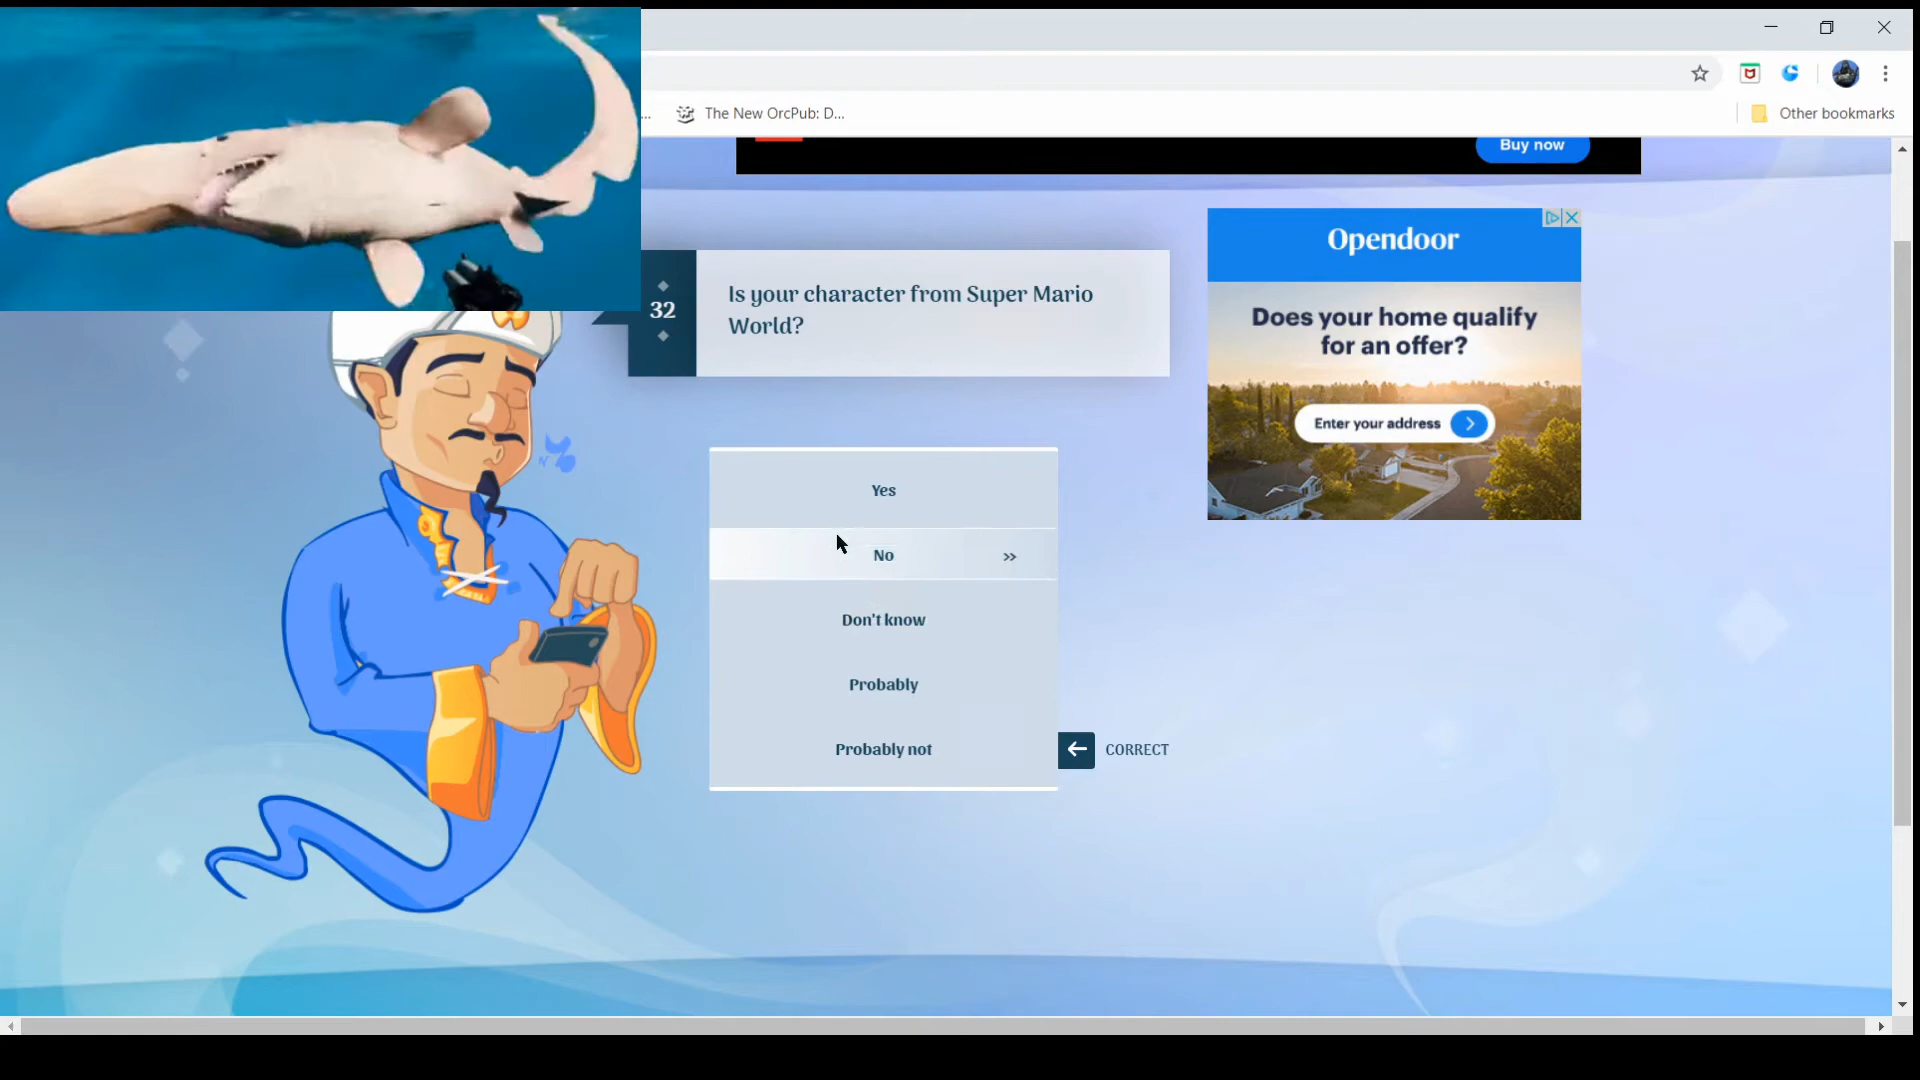 ...
The New OrcPub: D...
Other bookmarks
Buy now
32
Is your character from Super Mario
World?
Opendoor
Does your home qualify
for an offer?
Enter your address
Yes
No
Don't know
Probably
Probably not
CORRECT